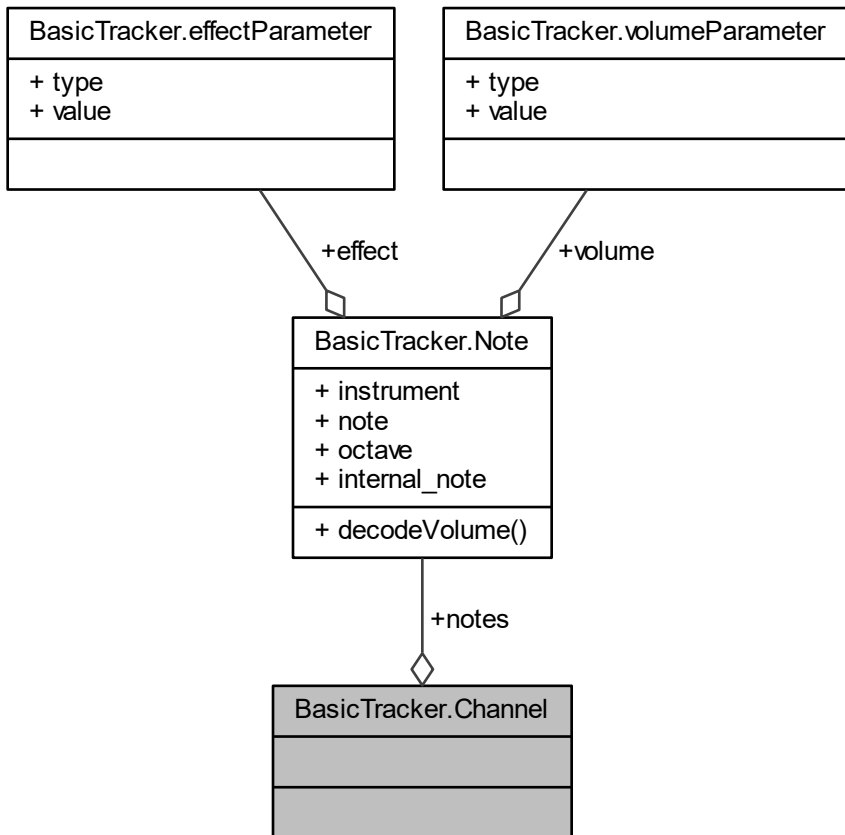 BasicTracker.effectParameter
+ type
+ value
BasicTracker.volumeParameter
+ type
+ value
+effect
+volume
BasicTracker.Note
+ instrument
+ note
+ octave
+ internal_note
+ decodeVolume()
+notes
BasicTracker.Channel